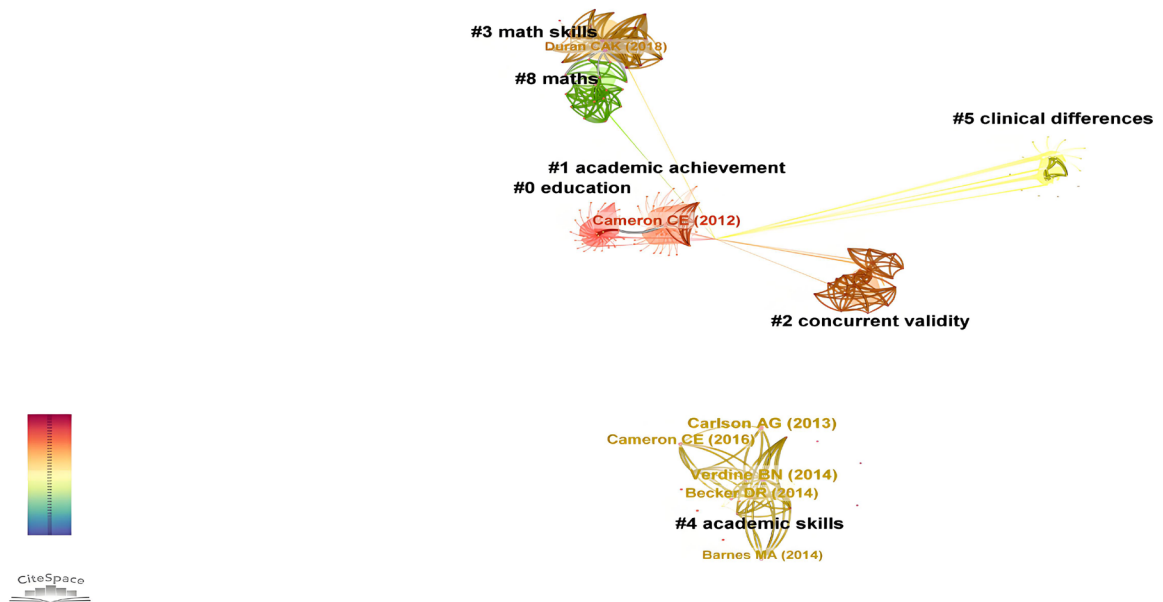 #3 math skills
Duran CAK (2018)
#8 maths
#5 clinical differences
#1 academic achievement
#0 education
Cameron CE (2012)
#2 concurrent validity
Carlson AG (2013)
Cameron CE (2016)
Verdine BN (2014)
Becker DR (2014)
#4 academic skills
Barnes MA (2014)
CiteSpace